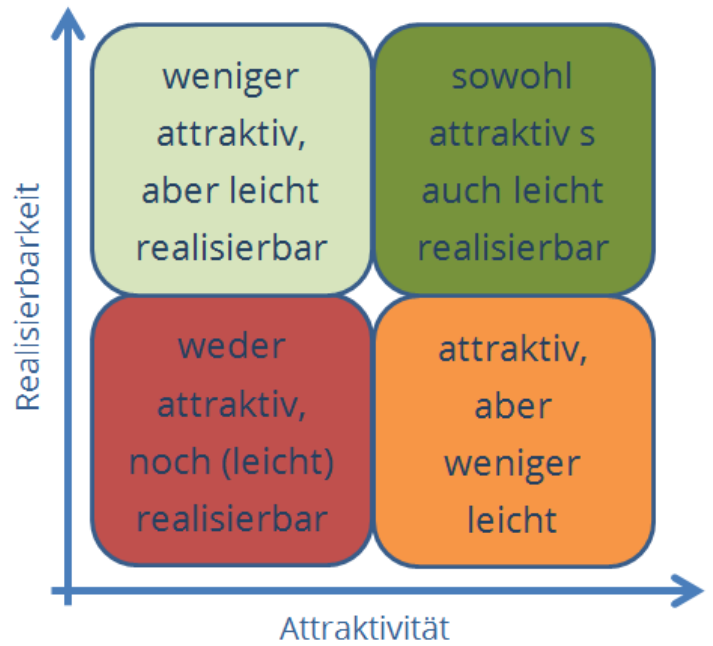 Realisierbarkeit
weniger
attraktiv,
aber leicht
realisierbar
sowohl
attraktiv s
auch leicht
realisierbar
weder
attraktiv,
noch (leicht)
realisierbar
attraktiv,
aber
weniger
leicht
Attraktivität